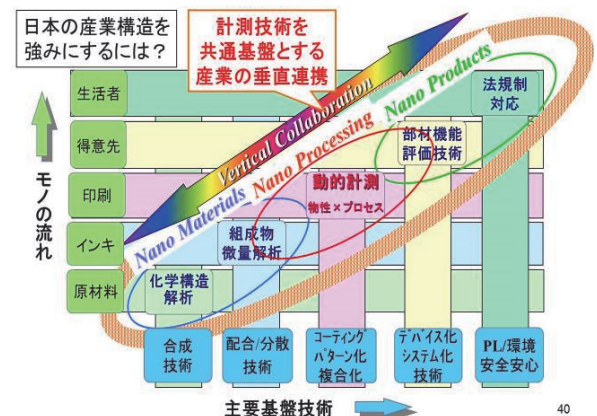 日本の産業構造を
強みにするには？
計測技術を
共通基盤とする
産業の垂直連携
生活者
得意先
印刷
インキ
原材料
モノの流れ
Vertical Collaboration
Nano Materials
Nano Processing
Nano Products
法規制
対応
部材機能
評価技術
動的計測
物性×プロセス
組成物
微量解析
化学構造
解析
合成
技術
配合/分散
技術
コーティング
パターン化
複合化
デバイス化
システム化
技術
PL/環境
安全安心
主要基盤技術
40